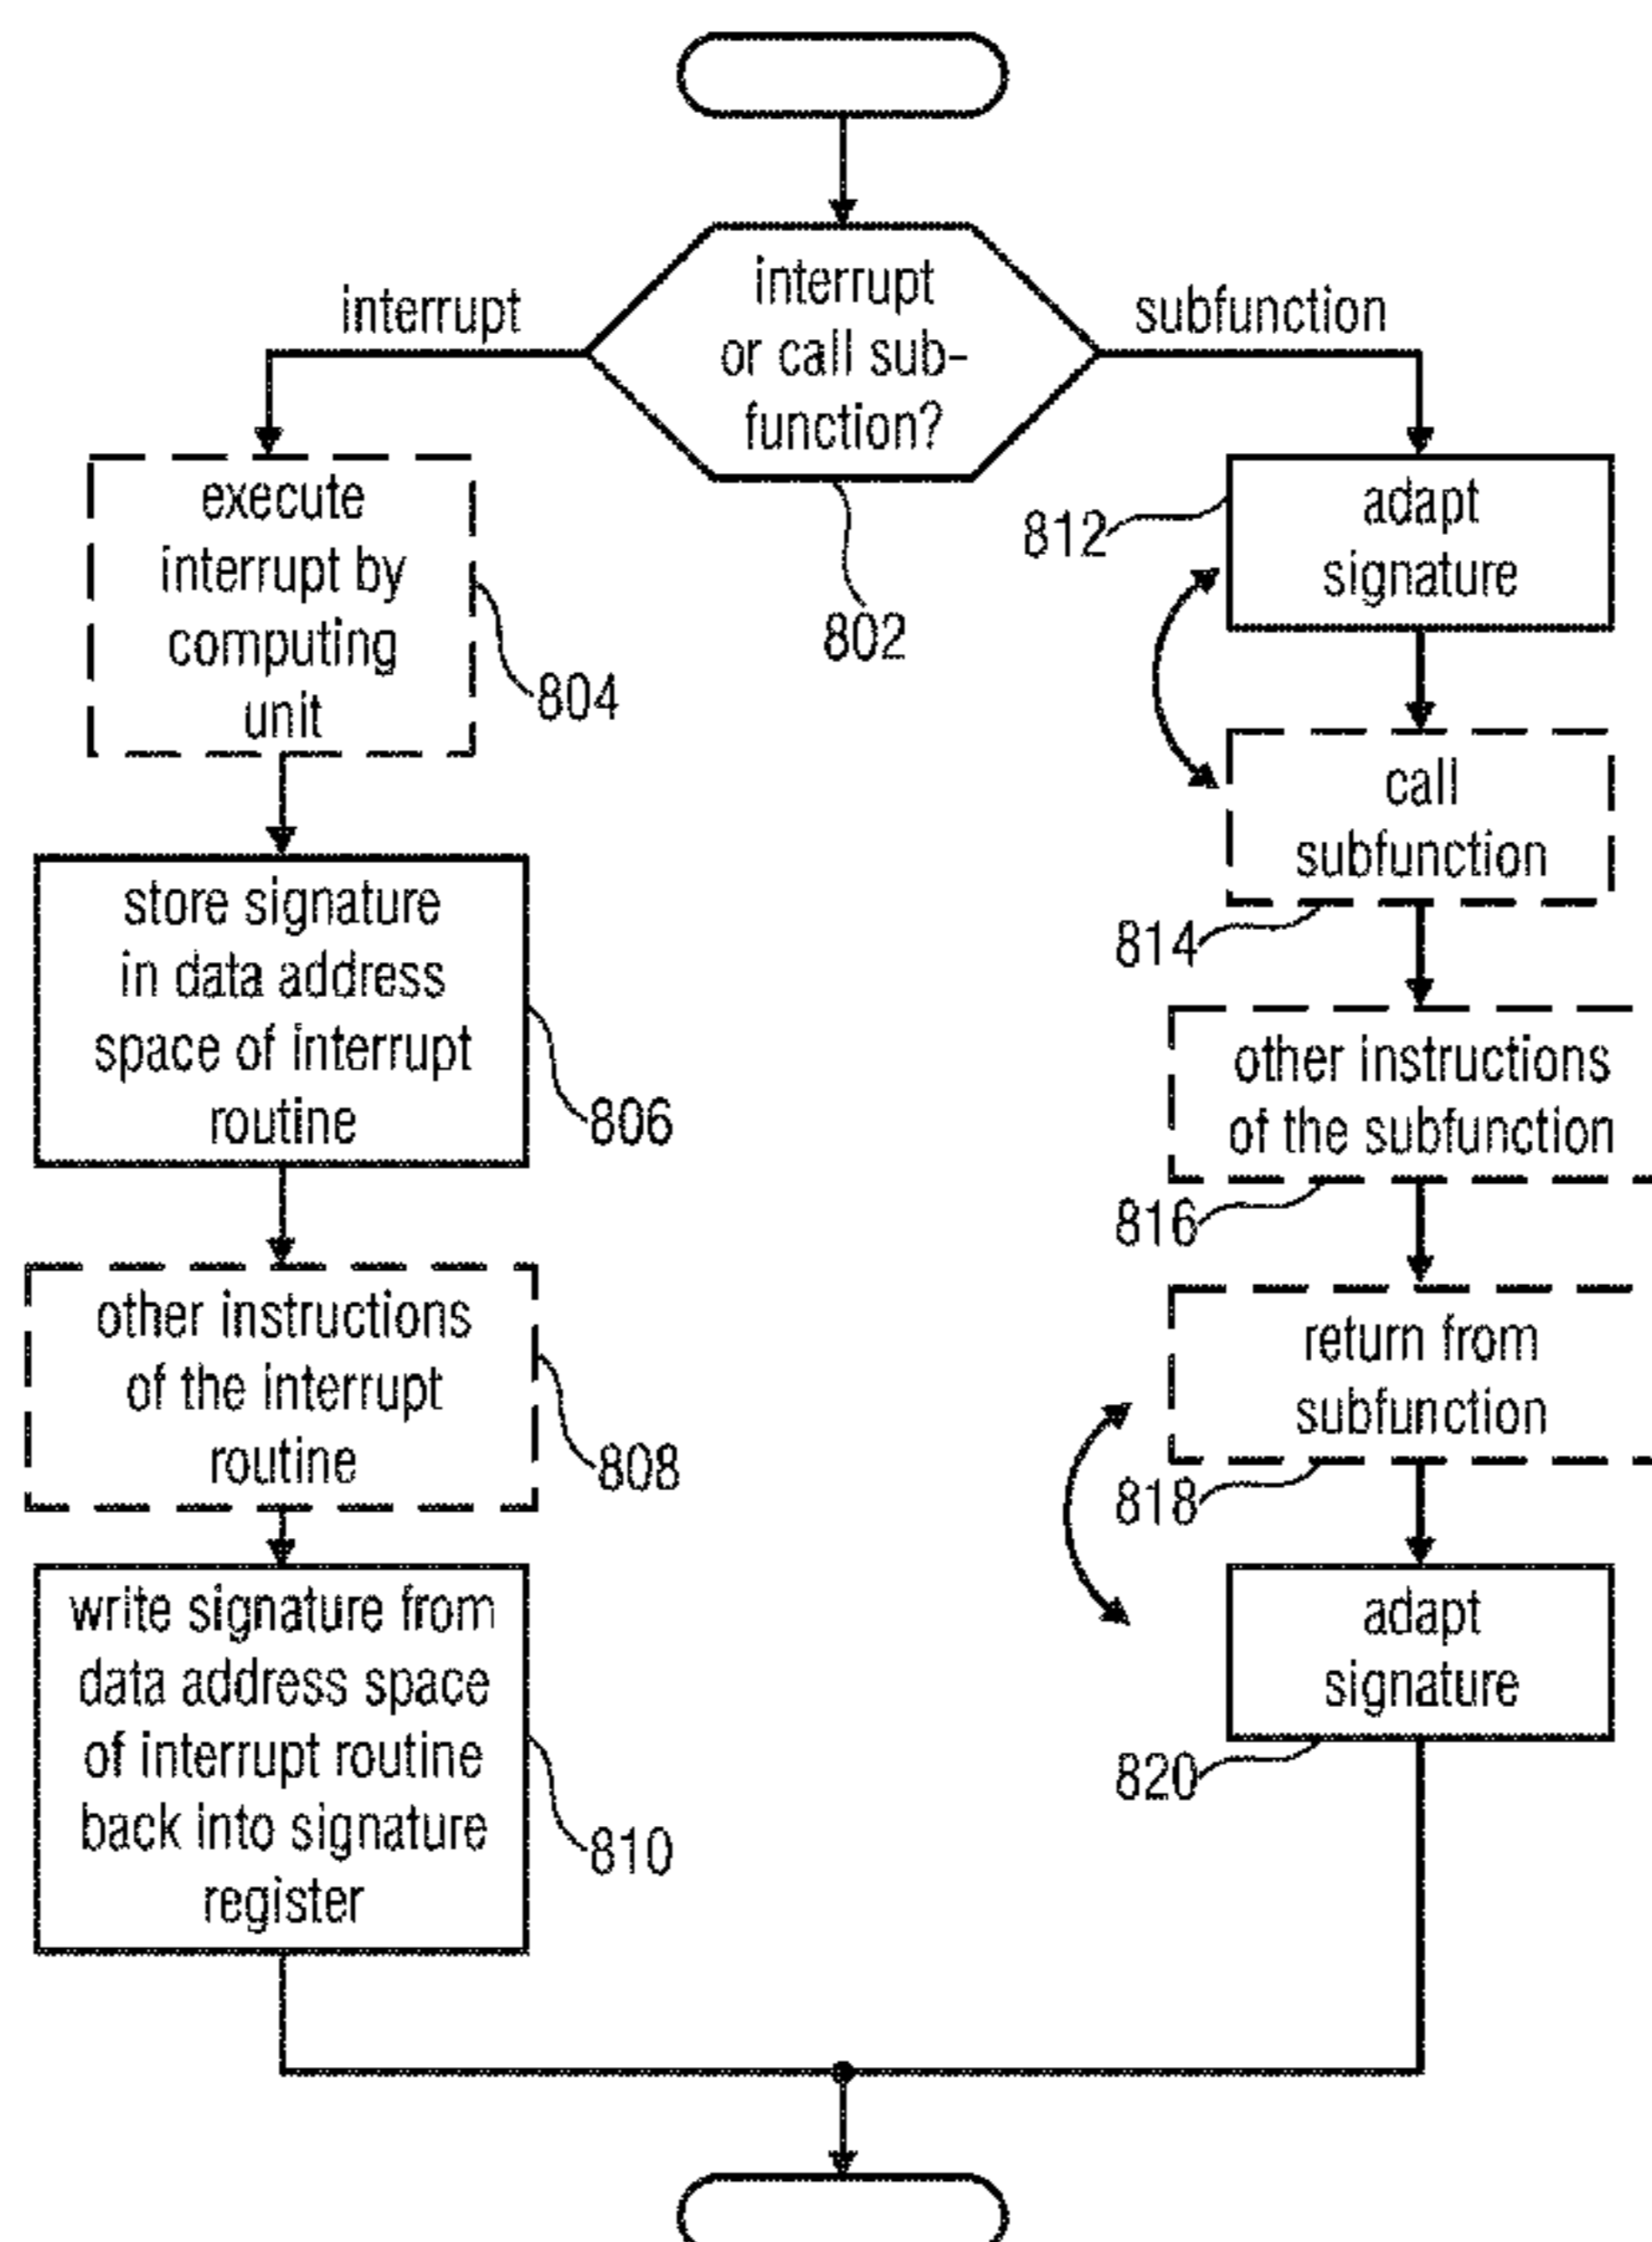 interrupt
or call sub-
function?
802
interrupt
subfunction
execute
interrupt by
computing
unit
804
store signature
in data address
space of interrupt
routine
806
other instructions
of the interrupt
routine
808
write signature from
data address space
of interrupt routine
back into signature
register
810
adapt
signature
812
call
subfunction
814
other instructions
of the subfunction
816
return from
subfunction
818
adapt
signature
820